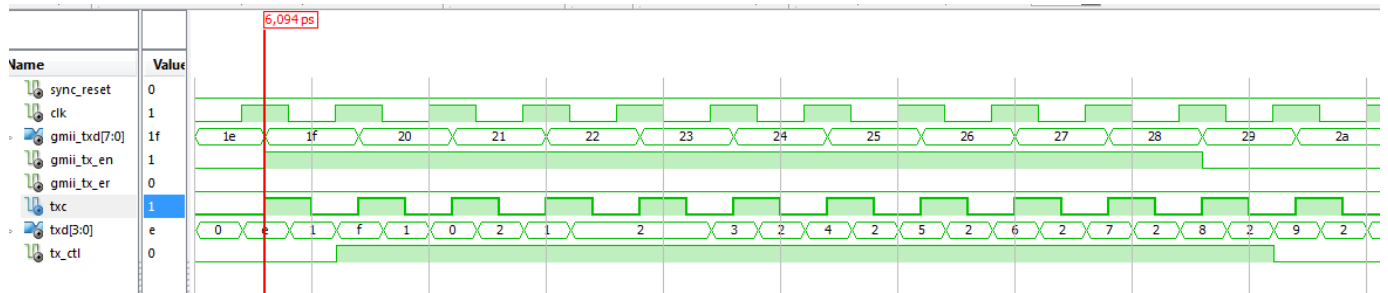 6,094 ps
Name Value
sync_reset 0
clk 1
gmii_txd[7:0] 1f 1e 1f 20 21 22 23 24 25 26 27 28 29 2a
gmii_tx_en 1
gmii_tx_er 0
txc 1
txd[3:0] e 0 e 1 f 1 0 2 1 2 3 2 4 2 5 2 6 2 7 2 8 2 9 2
tx_ctl 0